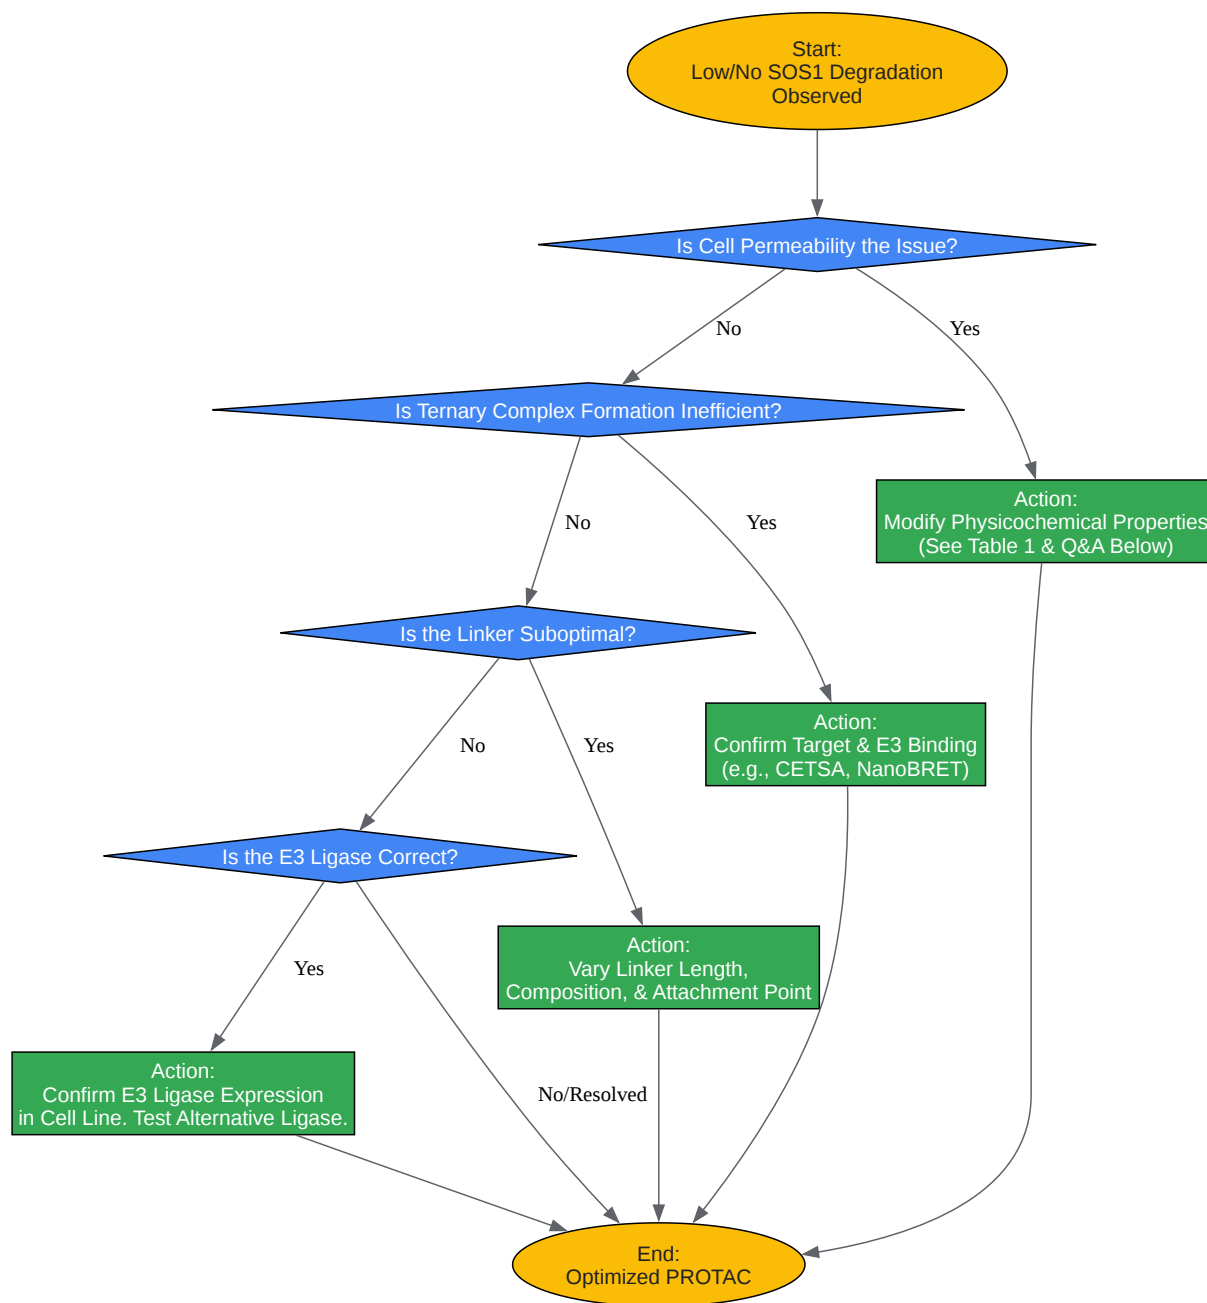 Start:
Low/No SOS1 Degradation
Observed
Is Cell Permeability the Issue?
No
Yes
Is Ternary Complex Formation Inefficient?
Action:
Modify Physicochemical Properties
(See Table 1 & Q&A Below)
No
Yes
Is the Linker Suboptimal?
Action:
Confirm Target & E3 Binding
(e.g., CETSA, NanoBRET)
No
Yes
Is the E3 Ligase Correct?
Action:
Vary Linker Length,
Composition, & Attachment Point
Yes
No/Resolved
Action:
Confirm E3 Ligase Expression
in Cell Line. Test Alternative Ligase.
End:
Optimized PROTAC